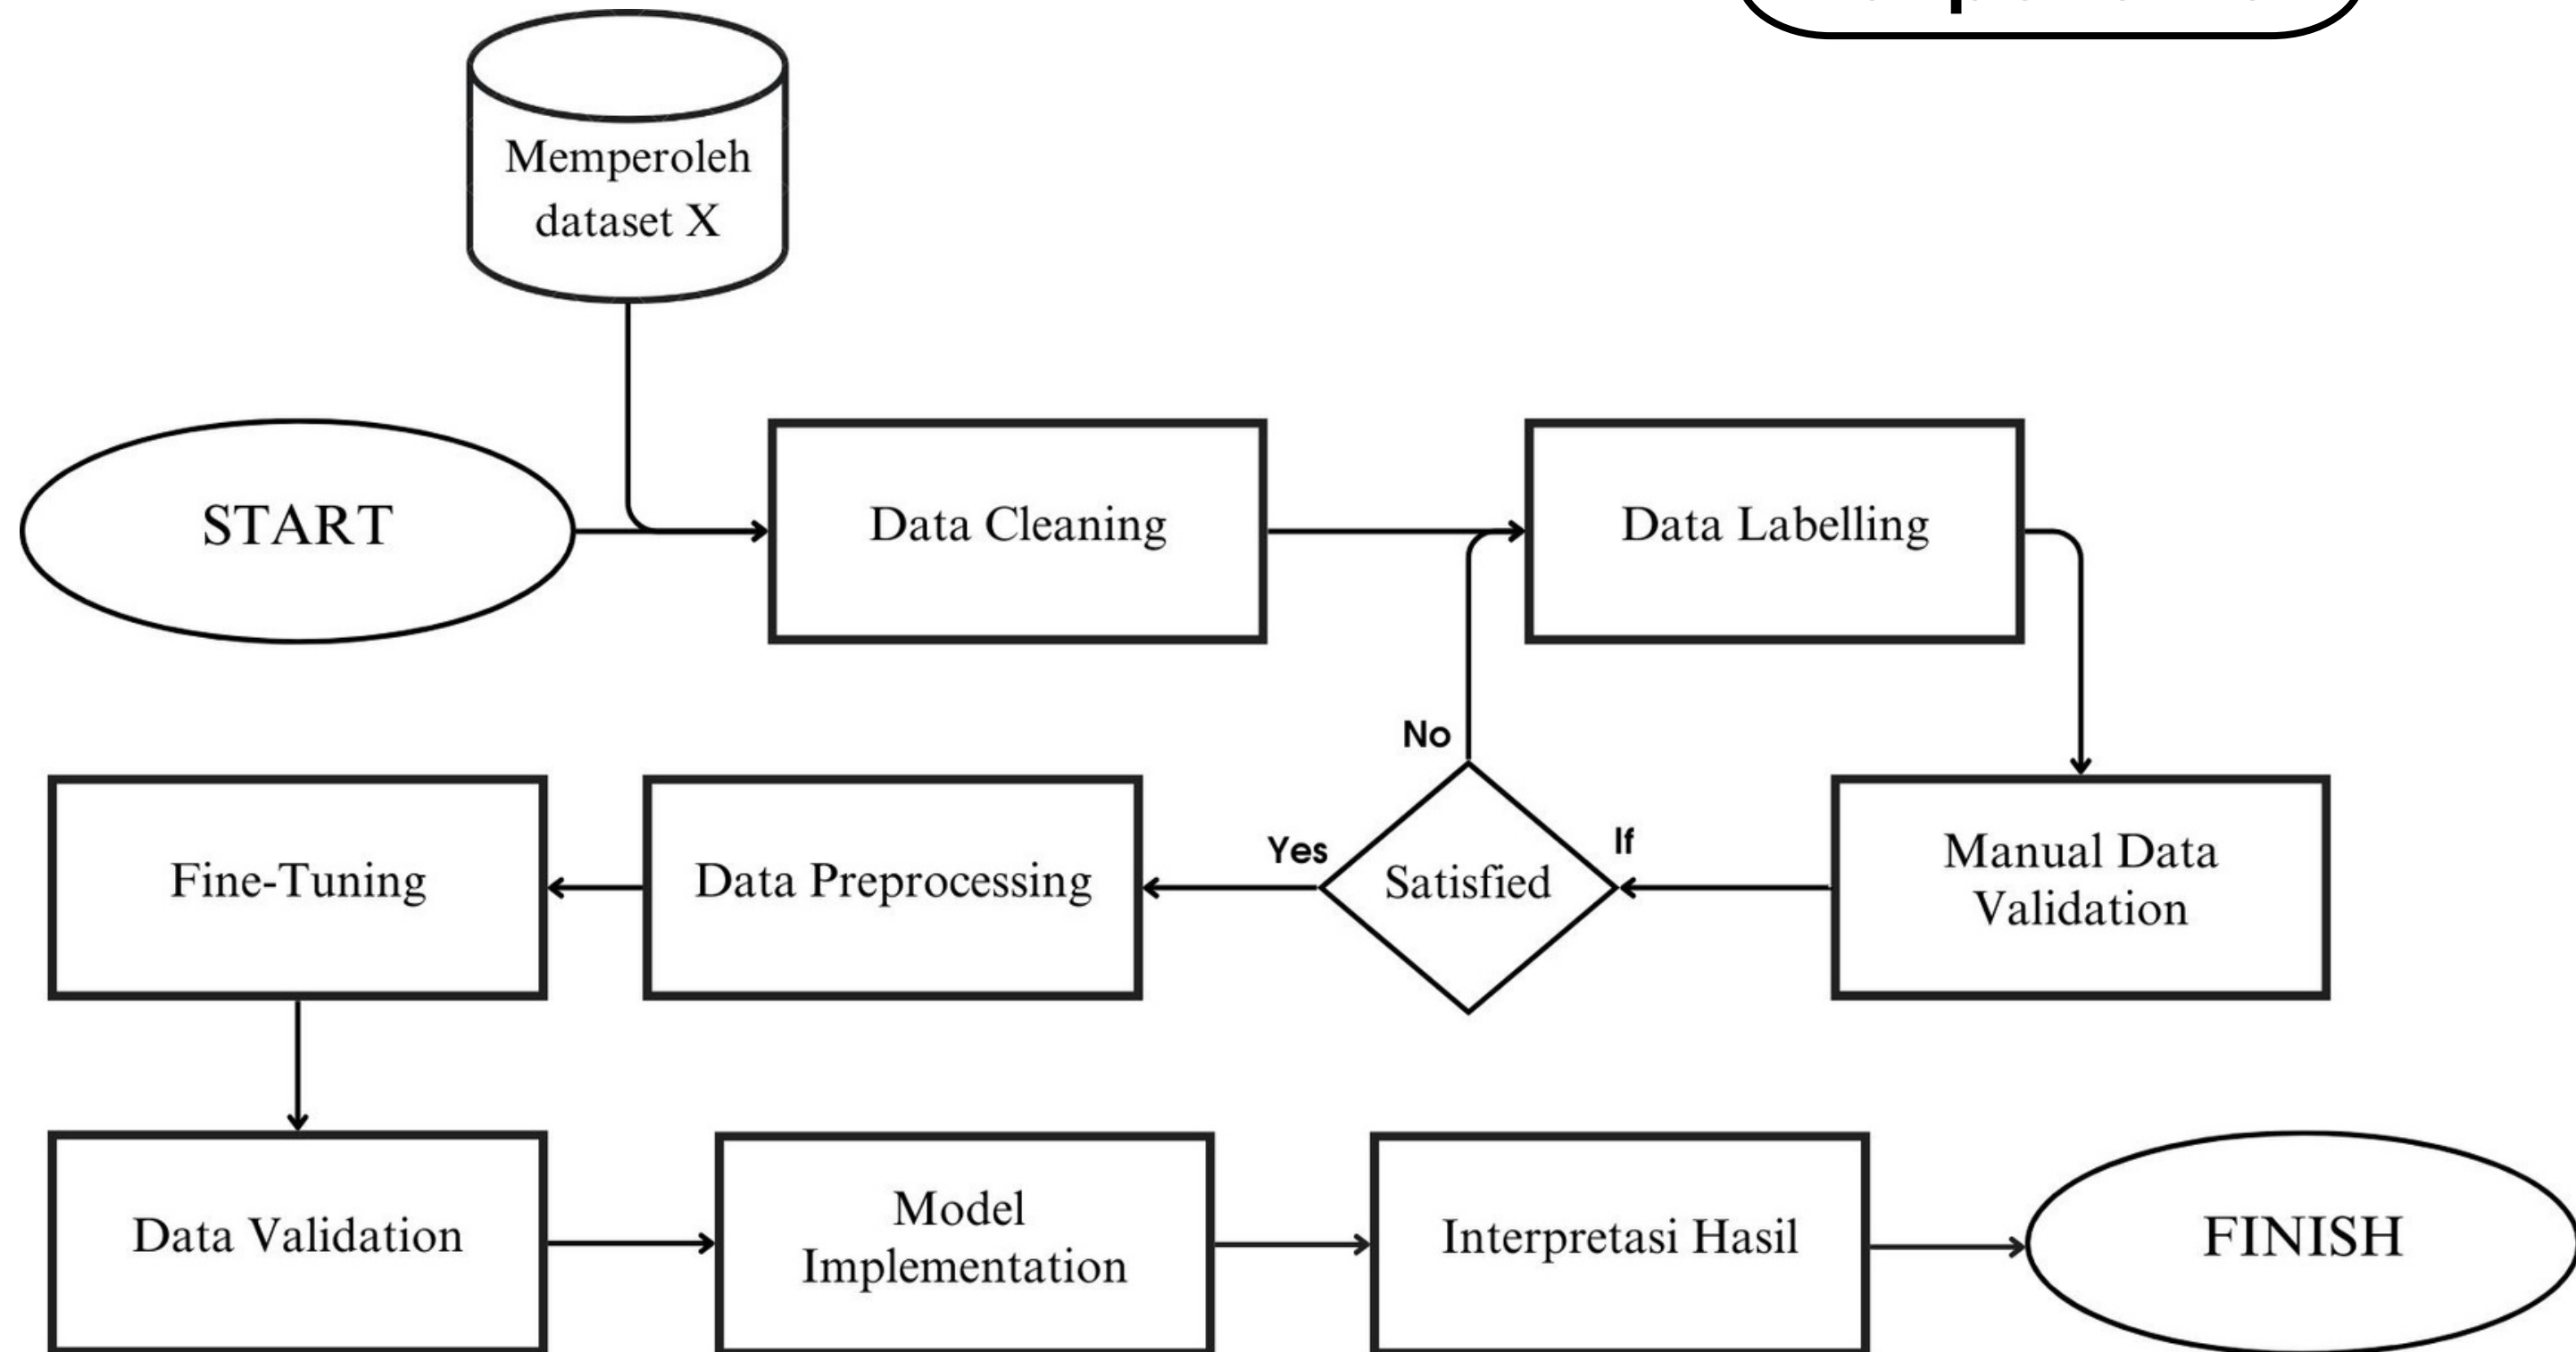 Memperoleh
dataset X
START
Data Cleaning
Data Labelling
No
Fine-Tuning
Data Preprocessing
Yes
Satisfied
If
Manual Data
Validation
Data Validation
Model
Implementation
Interpretasi Hasil
FINISH